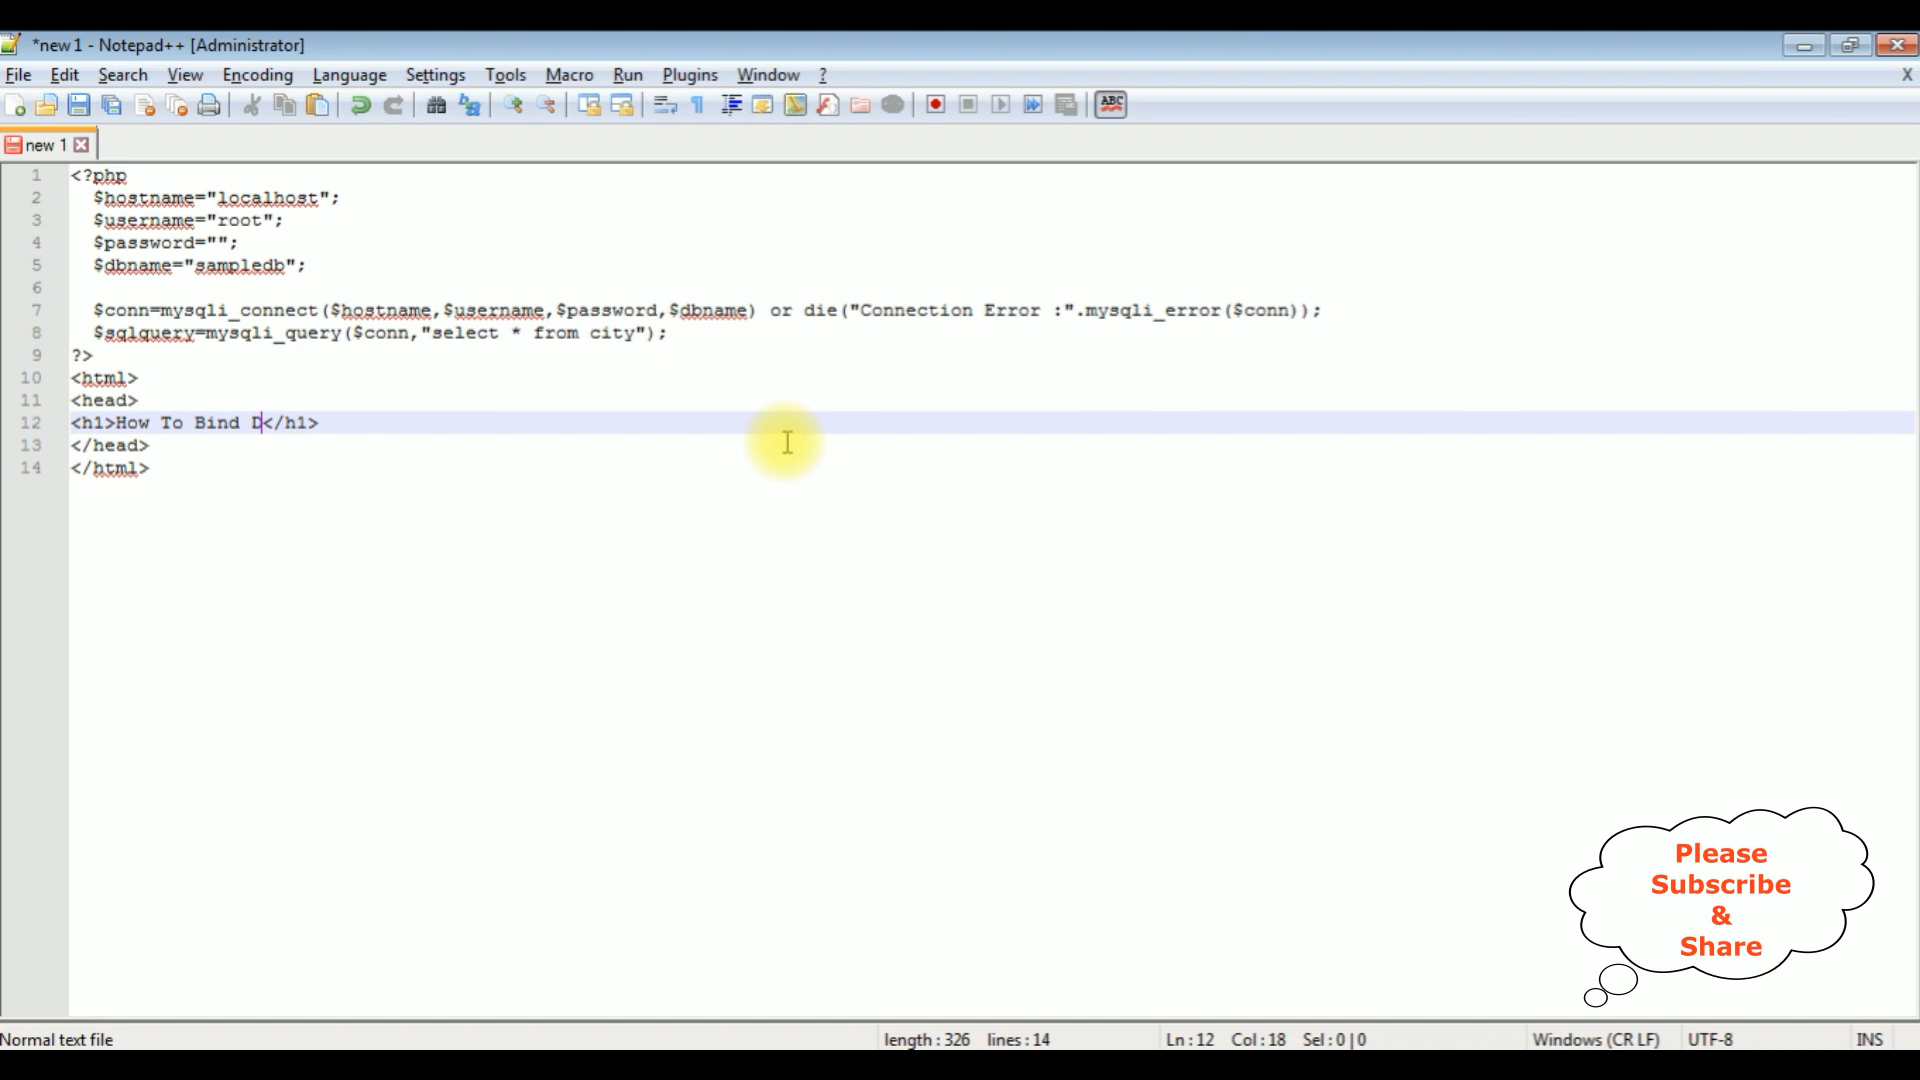 *new 1 - Notepad++ [Administrator]
File Edit Search View Encoding Language Settings Tools Macro Run Plugins Window ? X
ABC
new 1
1 <?php
2 $hostname="localhost";
3 $username="root";
4 $password="";
5 $dbname="sampledb";
6
7 $conn=mysqli_connect($hostname,$username,$password,$dbname) or die("Connection Error :".mysqli_error($conn));
8 $sqlquery=mysqli_query($conn,"select * from city");
9 ?>
10 <html>
11 <head>
12 <h1>How To Bind D</h1>
13 </head>
14 </html>
Please
Subscribe
&
Share
Normal text file length : 326 lines : 14 Ln : 12 Col : 18 Sel : 0 | 0 Windows (CR LF) UTF-8 INS